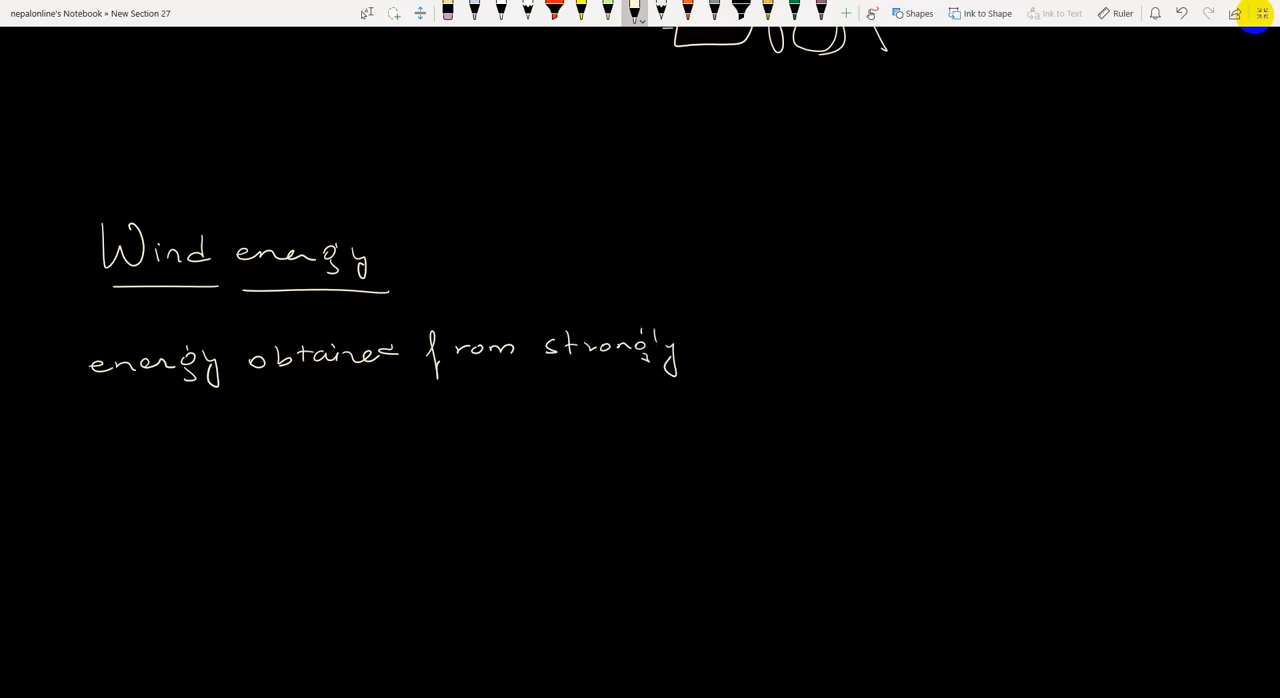 nepalonline's Notebook » New Section 27
Shapes Ink to Shape Ink to Text Ruler
Wind energy
energy obtained from strongly